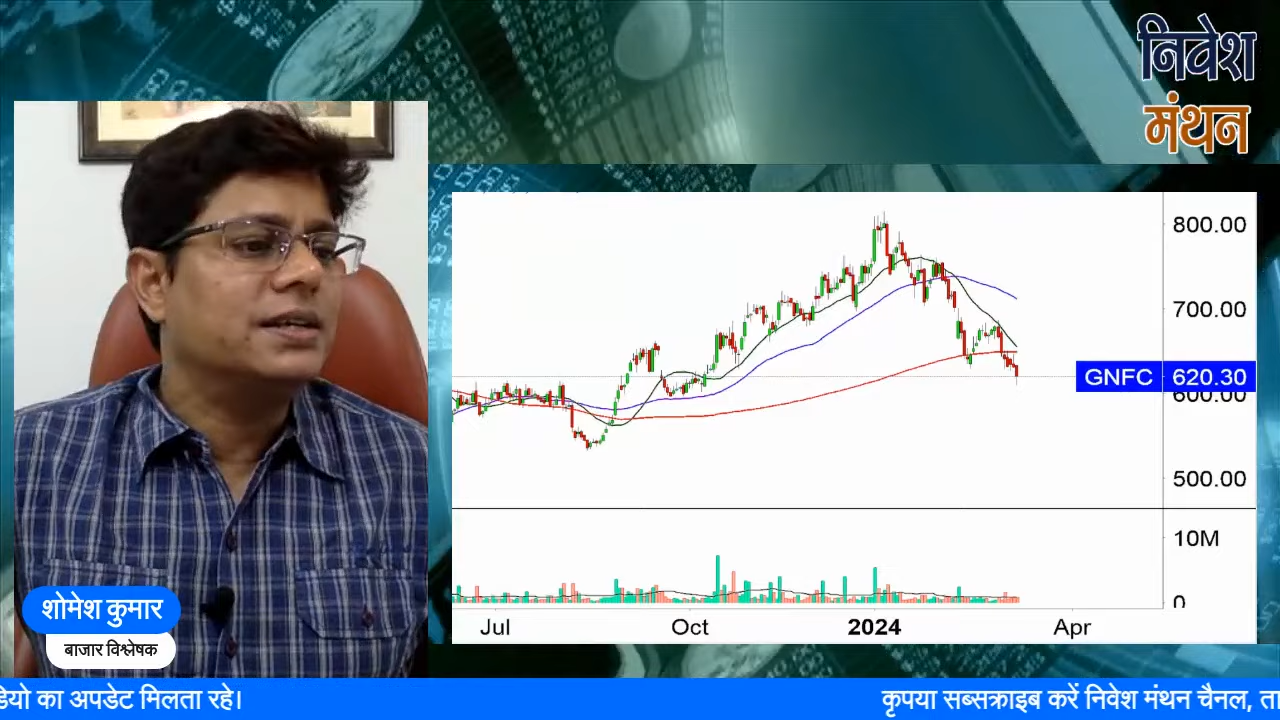 निवेश
मंथन
800.00
700.00
GNFC 620.30
600.00
500.00
10M
0
Jul Oct 2024 Apr
शोमेश कुमार
बाजार विश्लेषक
का अपडेट मिलता रहे। कृपया सब्सक्राइब करें निवेश मंथन चैनल,